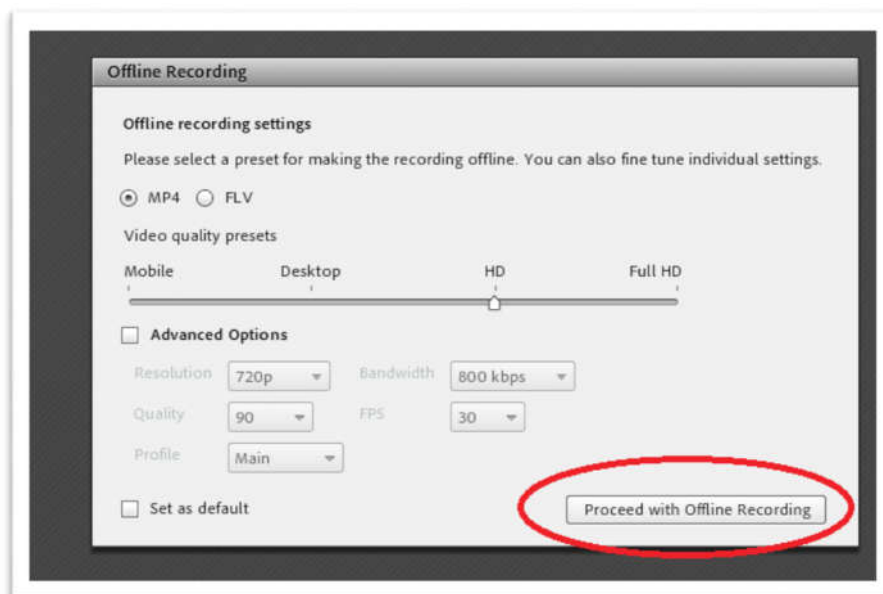 Offline Recording
Offline recording settings
Please select a preset for making the recording offline. You can also fine tune individual settings.
MP4 FLV
Video quality presets
Mobile Desktop HD Full HD
Advanced Options
Resolution 720p Bandwidth 800 kbps
Quality 90 FPS 30
Profile Main
Set as default Proceed with Offline Recording